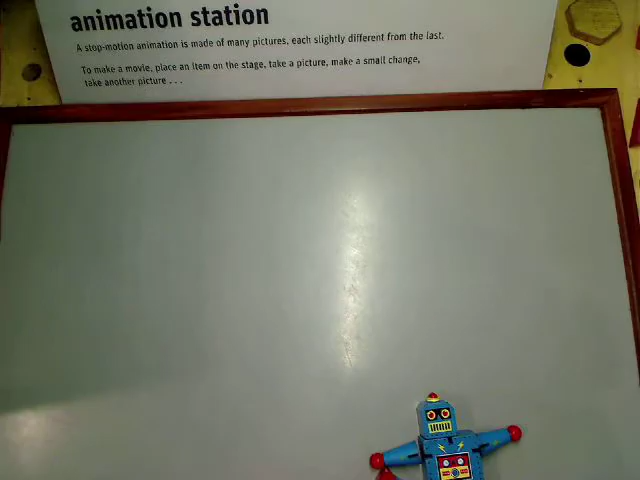 animation station
A stop-motion animation is made of many pictures, each slightly different from the last.
To make a movie, place an item on the stage, take a picture, make a small change,
take another picture . . .